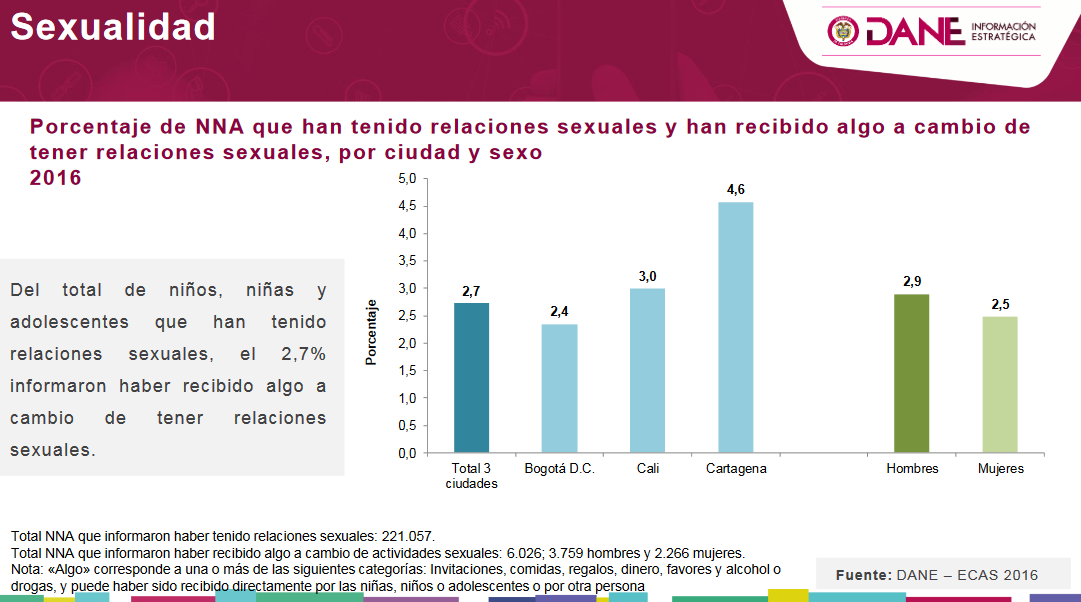 Sexualidad
DANE
INFORMACIÓN
ESTRATÉGICA
Porcentaje de NNA que han tenido relaciones sexuales y han recibido algo a cambio de
tener relaciones sexuales, por ciudad y sexo
2016
Del total de niños, niñas y
adolescentes que han tenido
relaciones sexuales, el 2,7%
informaron haber recibido algo a
cambio de tener relaciones
sexuales.
Porcentaje
5,0
4,5
4,0
3,5
3,0
2,5
2,0
1,5
1,0
0,5
0,0
2,7
2,4
3,0
4,6
2,9
2,5
Total 3
ciudades
Bogotá D.C.
Cali
Cartagena
Hombres
Mujeres
Total NNA que informaron haber tenido relaciones sexuales: 221.057.
Total NNA que informaron haber recibido algo a cambio de actividades sexuales: 6.026; 3.759 hombres y 2.266 mujeres.
Nota: «Algo» corresponde a una o más de las siguientes categorías: Invitaciones, comidas, regalos, dinero, favores y alcohol o
drogas, y puede haber sido recibido directamente por las niñas, niños o adolescentes o por otra persona
Fuente: DANE – ECAS 2016